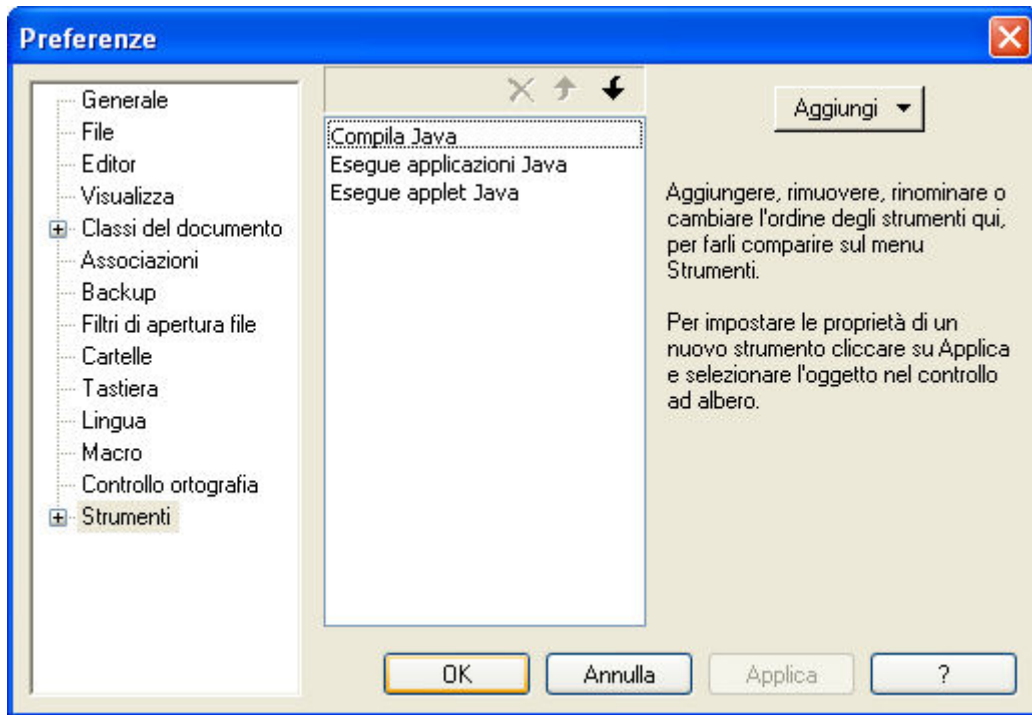 Preferenze
Generale
File
Editor
Visualizza
Classi del documento
Associazioni
Backup
Filtri di apertura file
Cartelle
Tastiera
Lingua
Macro
Controllo ortografia
Strumenti
Compila Java
Esegue applicazioni Java
Esegue applet Java
Aggiungi
Aggiungere, rimuovere, rinominare o
cambiare l'ordine degli strumenti qui,
per farli comparire sul menu
Strumenti.
Per impostare le proprietà di un
nuovo strumento cliccare su Applica
e selezionare l'oggetto nel controllo
ad albero.
OK
Annulla
Applica
?